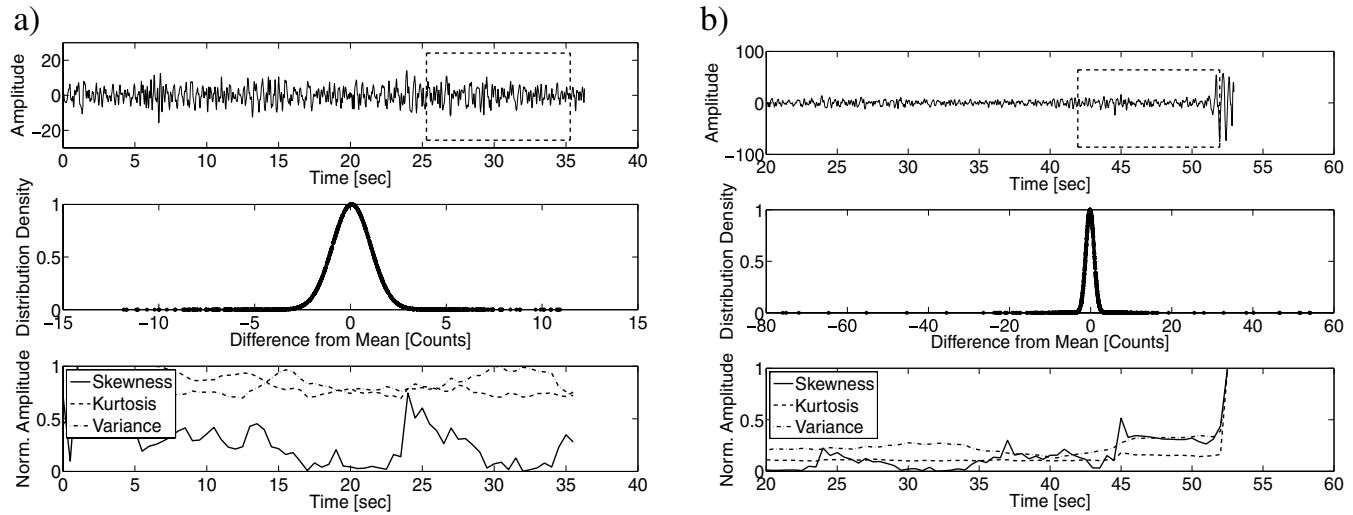 a)
Amplitude
20
0
−20
0 5 10 15 20 25 30 35 40
Time [sec]
Distribution Density
1
0.5
0
−15 −10 −5 0 5 10 15
Difference from Mean [Counts]
Norm. Amplitude
1
0.5
0
Skewness
Kurtosis
Variance
0 5 10 15 20 25 30 35 40
Time [sec]
b)
Amplitude
100
0
−100
20 25 30 35 40 45 50 55 60
Time [sec]
Distribution Density
1
0.5
0
−80 −60 −40 −20 0 20 40 60
Difference from Mean [Counts]
Norm. Amplitude
1
0.5
0
Skewness
Kurtosis
Variance
20 25 30 35 40 45 50 55 60
Time [sec]